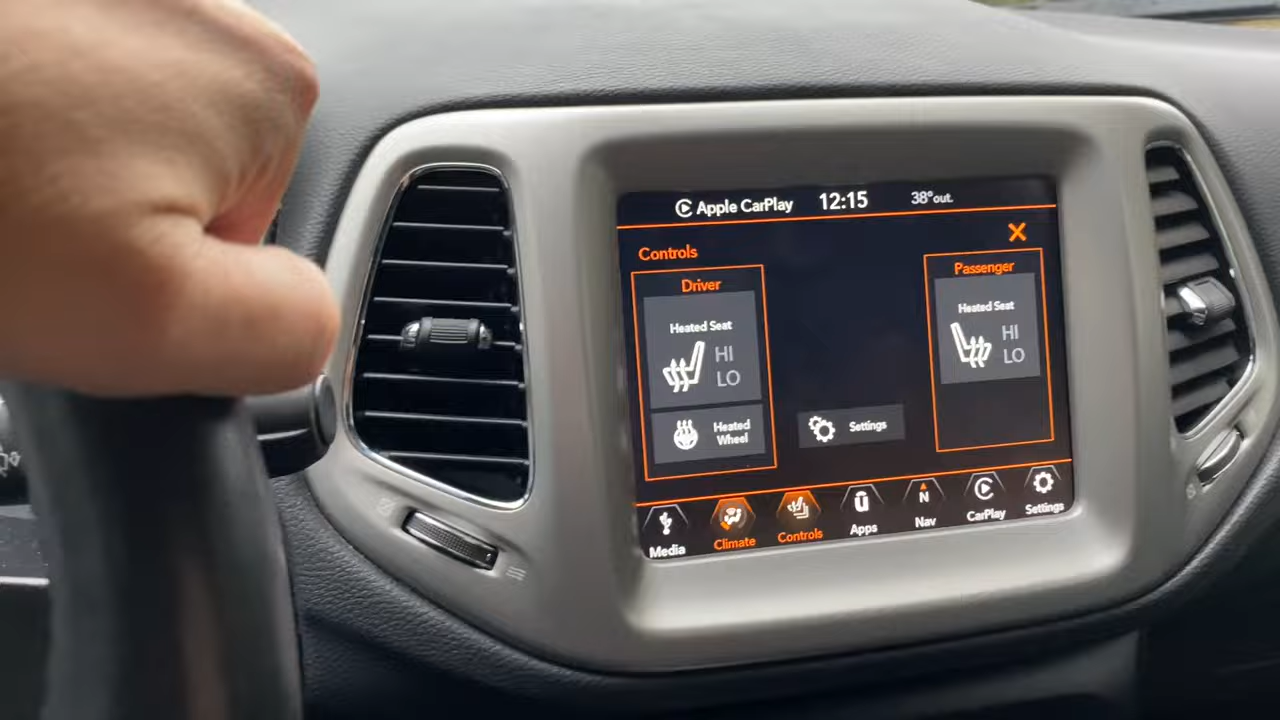 Apple CarPlay 12:15 38°out.
Controls
Driver
Heated Seat
HI
LO
Heated
Wheel
Settings
Passenger
Heated Seat
HI
LO
Media
Climate
Controls
Apps
N
Nav
CarPlay
Settings